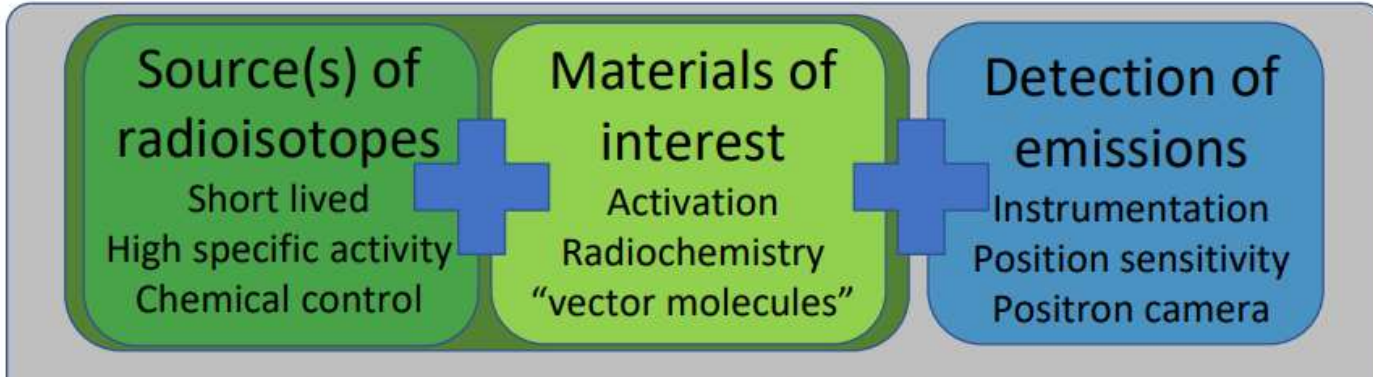 Source(s) of
radioisotopes
Short lived
High specific activity
Chemical control
Materials of
interest
Activation
Radiochemistry
“vector molecules”
Detection of
emissions
Instrumentation
Position sensitivity
Positron camera